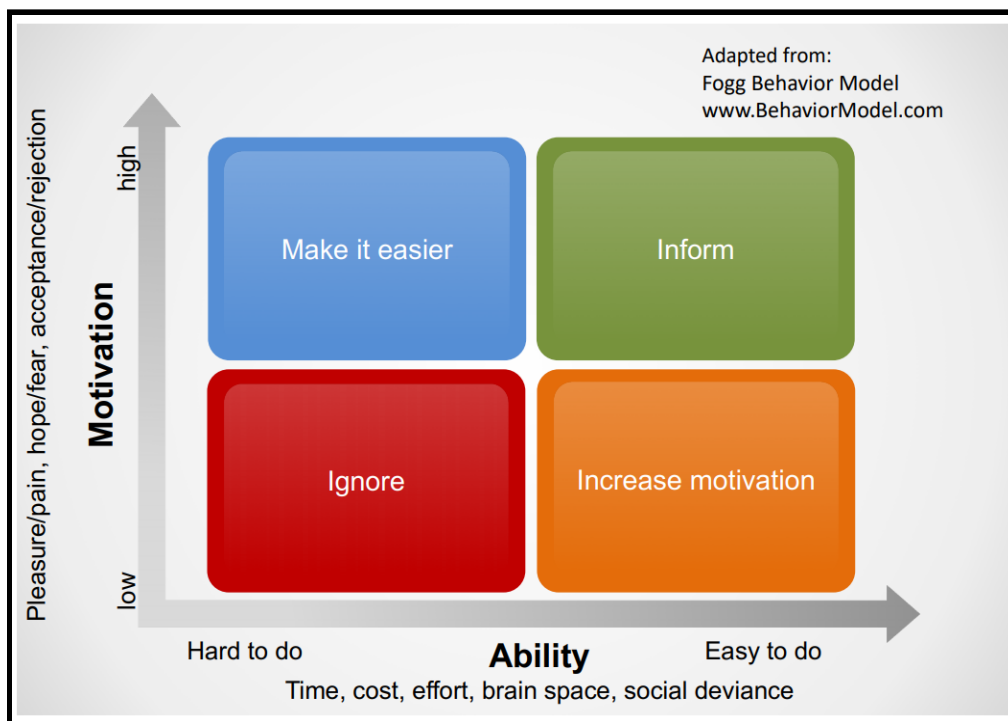 Adapted from:
Fogg Behavior Model
www.BehaviorModel.com
Pleasure/pain, hope/fear, acceptance/rejection
Motivation
high
low
Make it easier
Inform
Ignore
Increase motivation
Hard to do
Ability
Easy to do
Time, cost, effort, brain space, social deviance